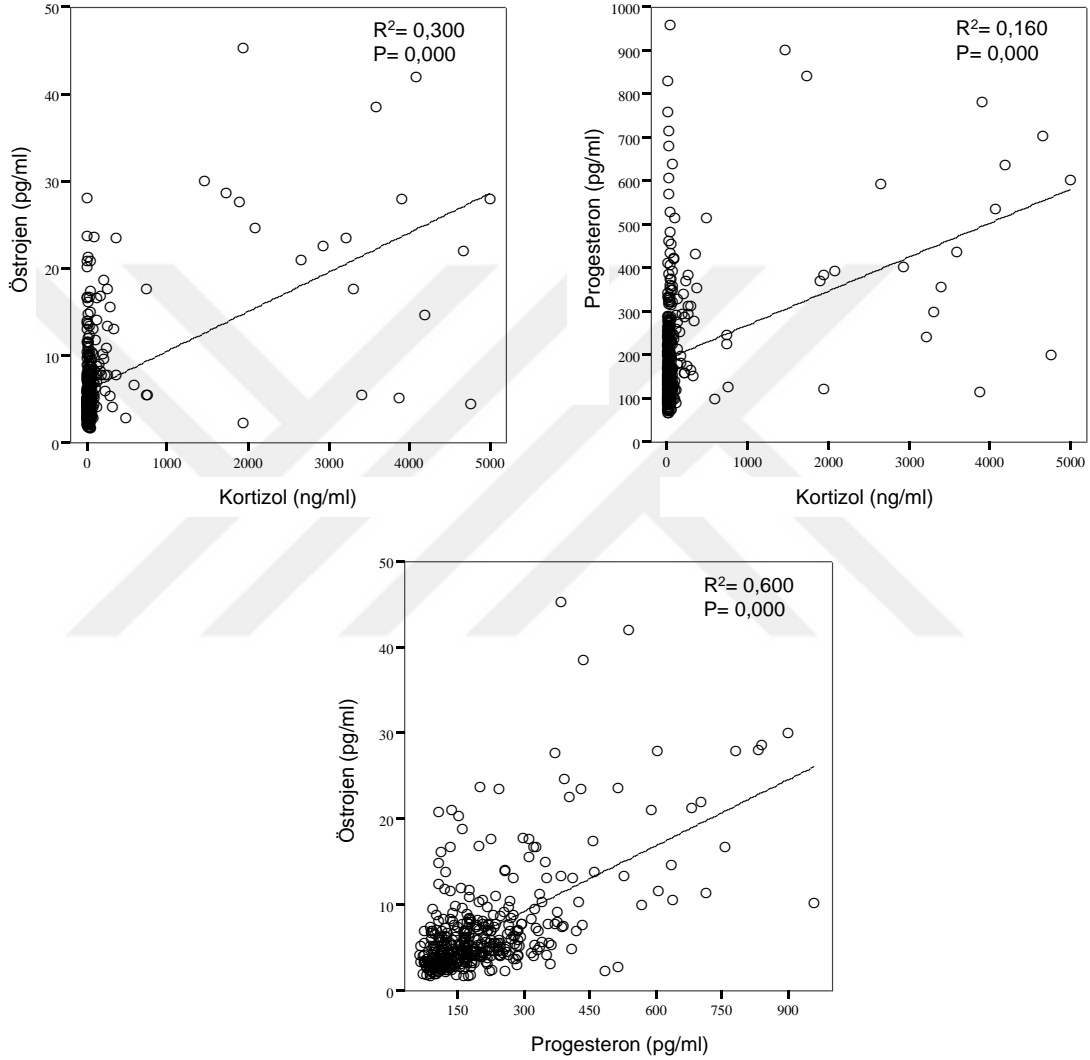 R²= 0,300
P= 0,000
Östrojen (pg/ml)
50
40
30
20
10
0
0 1000 2000 3000 4000 5000
Kortizol (ng/ml)
R²= 0,160
P= 0,000
Progesteron (pg/ml)
1000
900
800
700
600
500
400
300
200
100
0
0 1000 2000 3000 4000 5000
Kortizol (ng/ml)
R²= 0,600
P= 0,000
Östrojen (pg/ml)
50
40
30
20
10
0
150 300 450 600 750 900
Progesteron (pg/ml)